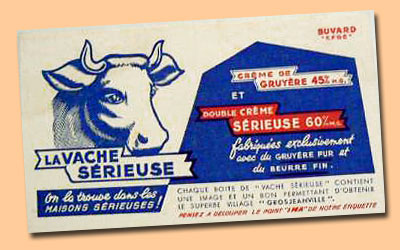 BUVARD
"EFGÉ"
CRÈME DE
GRUYÈRE 45% M.G.
ET
DOUBLE CRÈME
SÉRIEUSE 60% M.G.
fabriquées exclusivement
avec du GRUYÈRE PUR et
du BEURRE FIN.
LA VACHE
SÉRIEUSE
On la trouve dans les
MAISONS SÉRIEUSES!
CHAQUE BOITE DE "VACHE SÉRIEUSE" CONTIENT
UNE IMAGE ET UN BON PERMETTANT D'OBTENIR
LE SUPERBE VILLAGE "GROSJEANVILLE".
PENSEZ A DÉCOUPER LE POINT "IMA" DE NOTRE ÉTIQUETTE